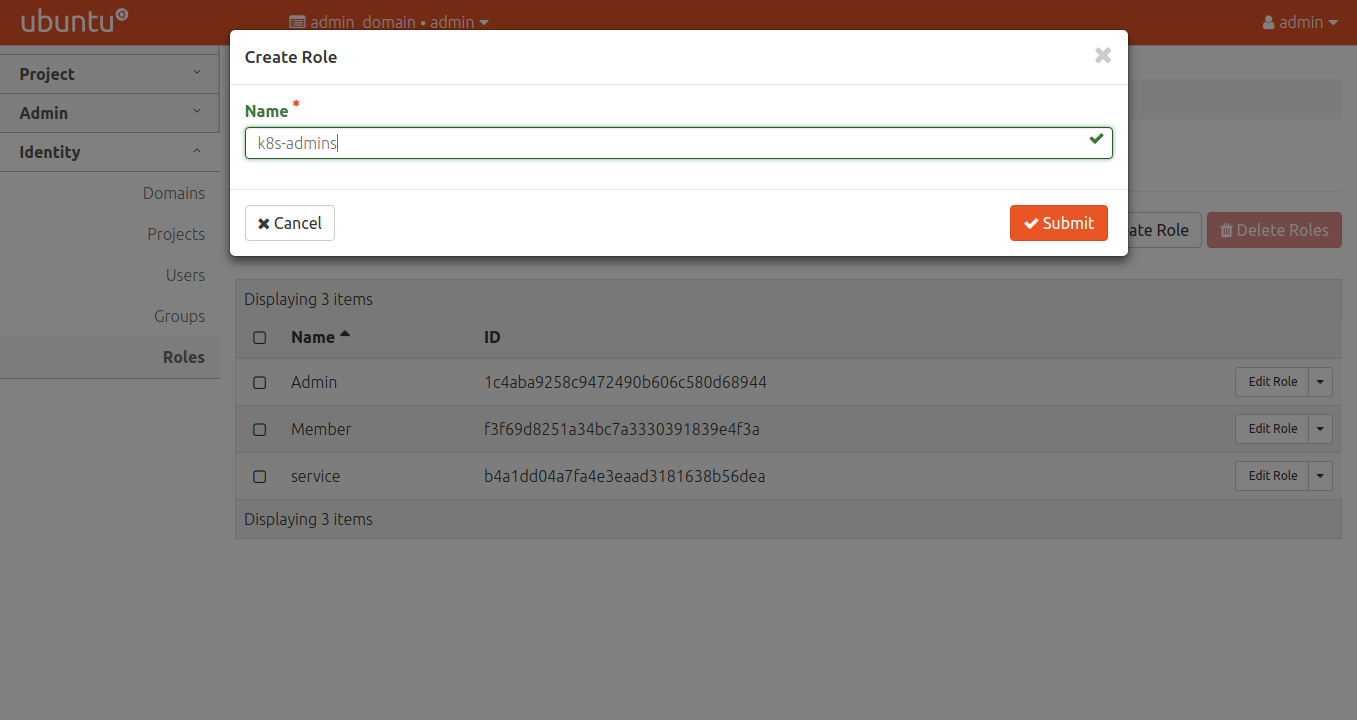 ubuntu
admin_domain • admin
admin
Create Role
Project
Admin
Identity
Domains
Projects
Users
Groups
Roles
Name *
k8s-admins
Cancel
Submit
ate Role
Delete Roles
Displaying 3 items
Name ID
Admin 1c4aba9258c9472490b606c580d68944 Edit Role
Member f3f69d8251a34bc7a3330391839e4f3a Edit Role
service b4a1dd04a7fa4e3eaad3181638b56dea Edit Role
Displaying 3 items